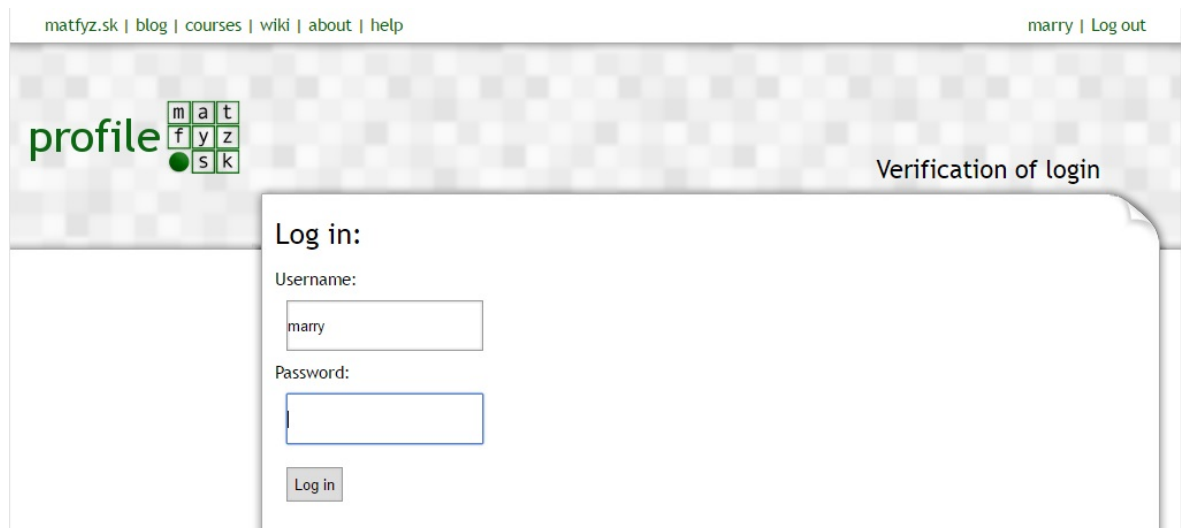 matfyz.sk | blog | courses | wiki | about | help
marry | Log out
profile
m a t
f y z
s k
Verification of login
Log in:
Username:
marry
Password:
Log in